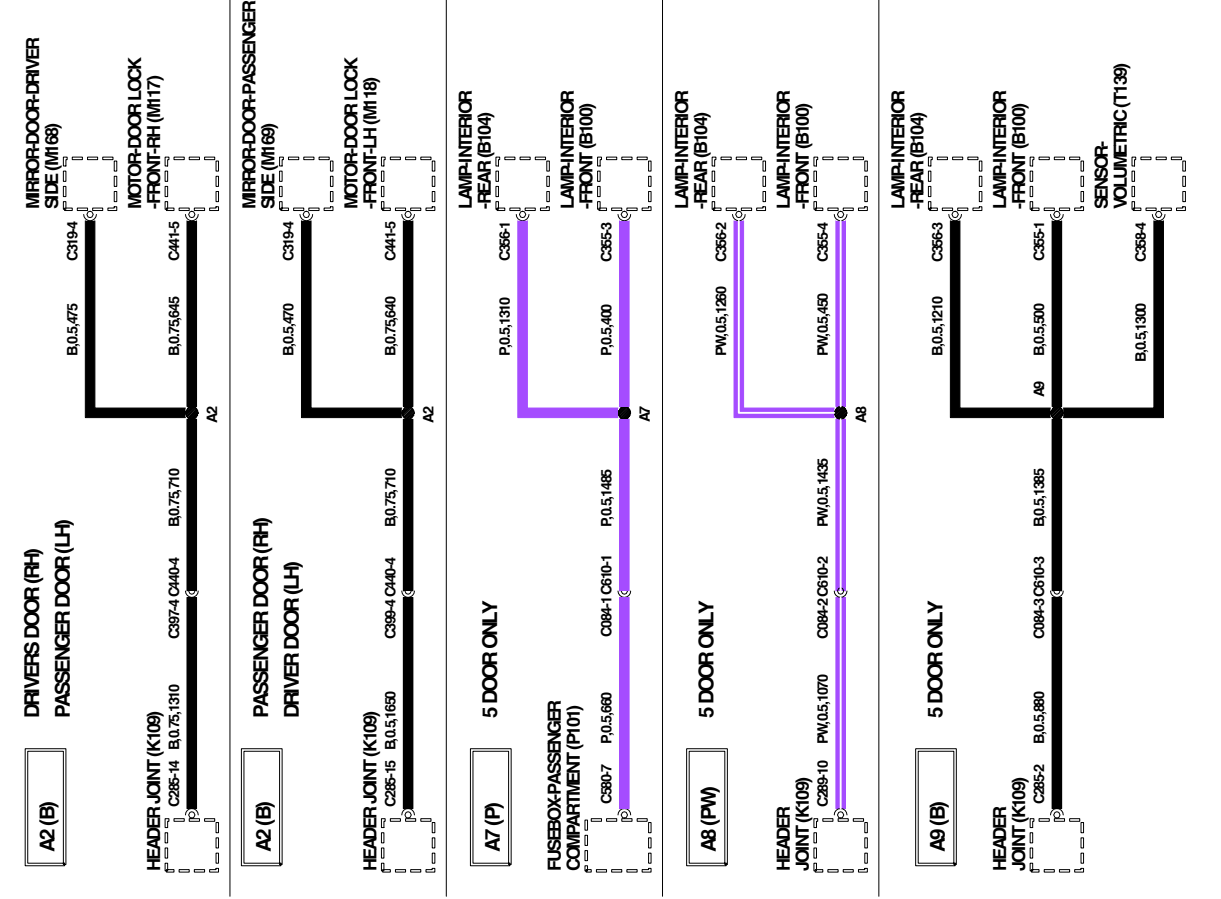 A2 (B)
DRIVERS DOOR (RH)
PASSENGER DOOR (LH)
HEADER JOINT (K109)
C285-14
B,0.75,1310
C397-4
C440-4
B,0.75,710
A2
B,0.5,475
C319-4
MIRROR-DOOR-DRIVER
SIDE (M168)
B,0.75,645
C441-5
MOTOR-DOOR LOCK
-FRONT-RH (M117)
A2 (B)
PASSENGER DOOR (RH)
DRIVER DOOR (LH)
HEADER JOINT (K109)
C285-15
B,0.5,1650
C399-4
C440-4
B,0.75,710
A2
B,0.5,470
C319-4
MIRROR-DOOR-PASSENGER
SIDE (M169)
B,0.75,640
C441-5
MOTOR-DOOR LOCK
-FRONT-LH (M118)
A7 (P)
5 DOOR ONLY
FUSEBOX-PASSENGER
COMPARTMENT (P101)
C580-7
P,0.5,660
C084-1
C610-1
P,0.5,1485
A7
P,0.5,1310
C356-1
LAMP-INTERIOR
-REAR (B104)
P,0.5,400
C355-3
LAMP-INTERIOR
-FRONT (B100)
A8 (PW)
5 DOOR ONLY
HEADER
JOINT (K109)
C289-10
PW,0.5,1070
C084-2
C610-2
PW,0.5,1435
A8
PW,0.5,1260
C356-2
LAMP-INTERIOR
-REAR (B104)
PW,0.5,450
C355-4
LAMP-INTERIOR
-FRONT (B100)
A9 (B)
5 DOOR ONLY
HEADER
JOINT (K109)
C285-2
B,0.5,880
C084-3
C610-3
B,0.5,1385
A9
B,0.5,1210
C356-3
LAMP-INTERIOR
-REAR (B104)
B,0.5,500
C355-1
LAMP-INTERIOR
-FRONT (B100)
B,0.5,1300
C358-4
SENSOR-
VOLUMETRIC (T139)